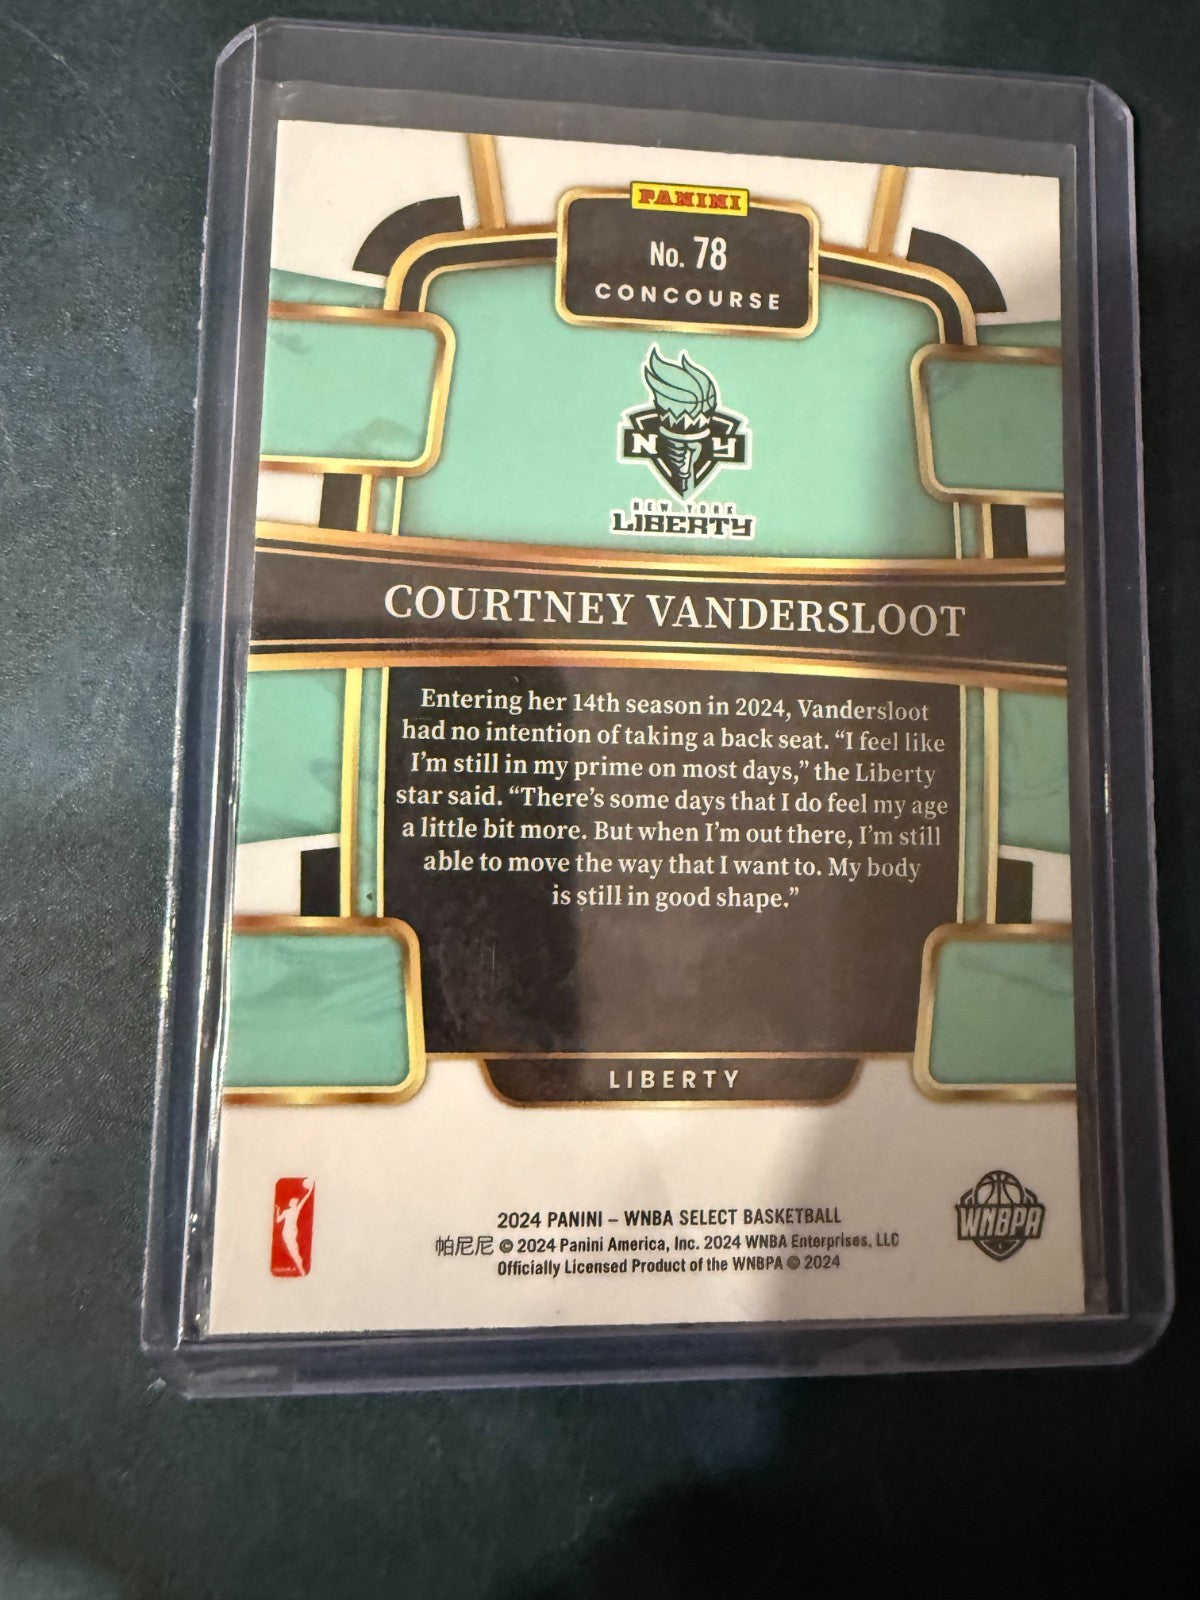 PANINI
No. 78
CONCOURSE
N Y
NEW YORK
LIBERTY
COURTNEY VANDERSLOOT
Entering her 14th season in 2024, Vandersloot
had no intention of taking a back seat. “I feel like
I’m still in my prime on most days,” the Liberty
star said. “There’s some days that I do feel my age
a little bit more. But when I’m out there, I’m still
able to move the way that I want to. My body
is still in good shape.”
LIBERTY
2024 PANINI – WNBA SELECT BASKETBALL
帕尼尼 © 2024 Panini America, Inc. 2024 WNBA Enterprises, LLC
Officially Licensed Product of the WNBPA © 2024
WNBPA